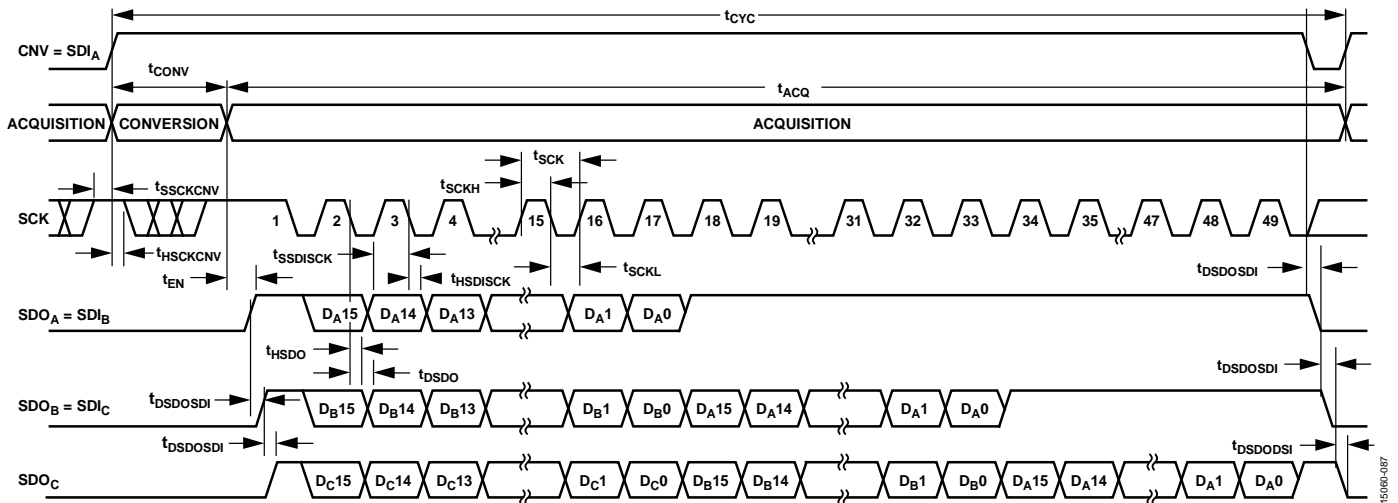 tCYC
CNV = SDIA
tCONV
tACQ
ACQUISITION CONVERSION ACQUISITION
tSCK
tSSCKCNV
tSCKH
SCK 1 2 3 4 15 16 17 18 19 31 32 33 34 35 47 48 49
tHSCKCNV
tSSDISCK
tHSDISCK
tSCKL
tDSDOSDI
tEN
SDOA = SDIB DA15 DA14 DA13 DA1 DA0
tHSDO
tDSDO
tDSDOSDI
tDSDOSDI
SDOB = SDIC DB15 DB14 DB13 DB1 DB0 DA15 DA14 DA1 DA0
tDSDOSDI
tDSDODSI
SDOC DC15 DC14 DC13 DC1 DC0 DB15 DB14 DB1 DB0 DA15 DA14 DA1 DA0
15060-087